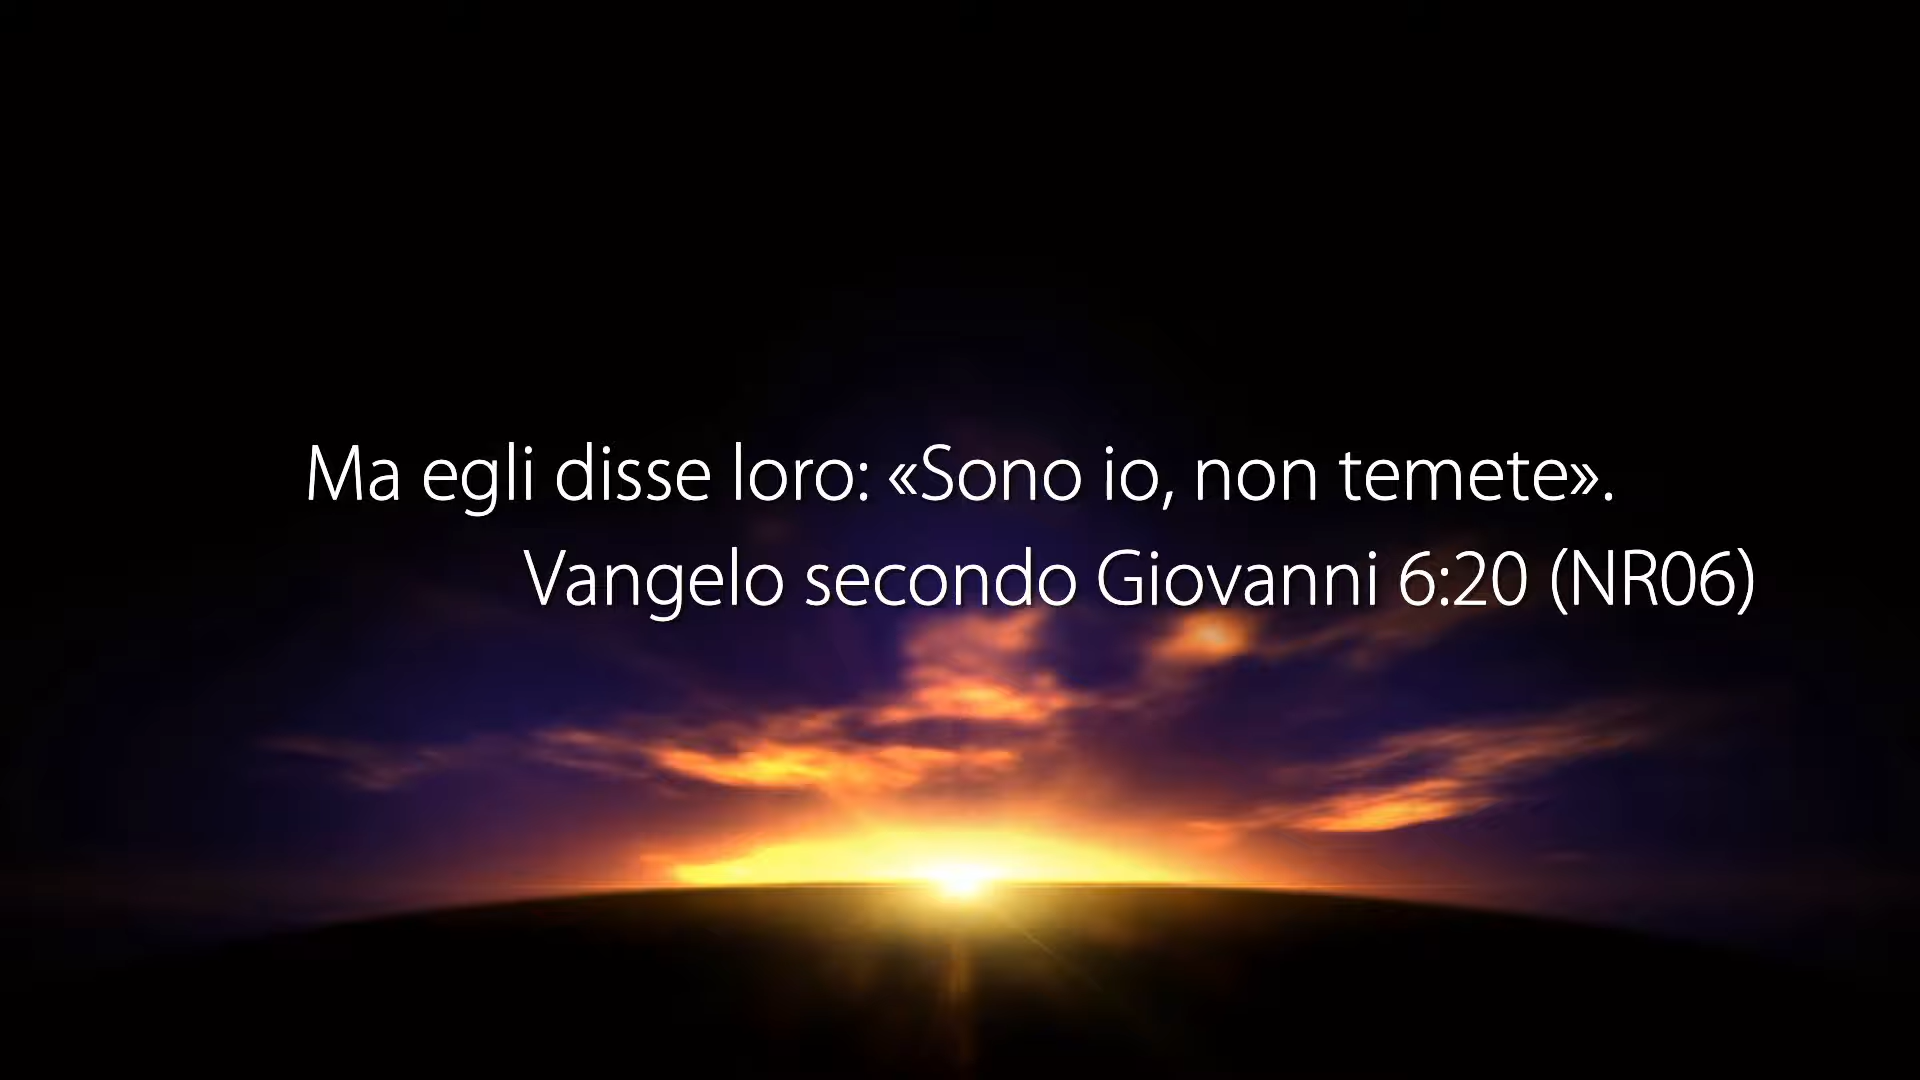 Ma egli disse loro: «Sono io, non temete».
Vangelo secondo Giovanni 6:20 (NR06)